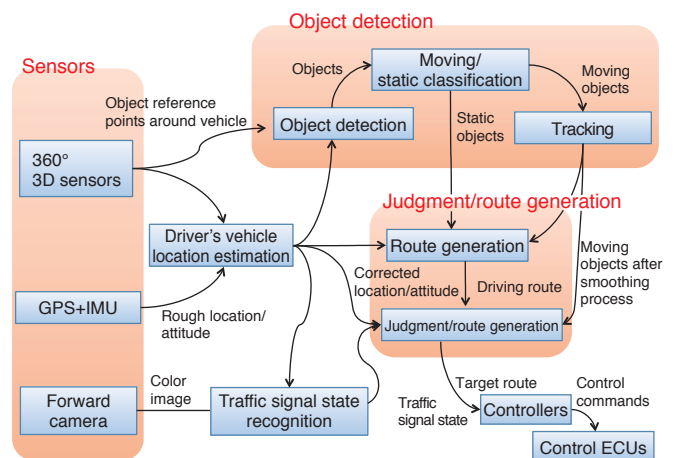 Object detection
Sensors
Objects
Moving/
static classification
Moving
objects
Object reference
points around vehicle
Object detection
Static
objects
Tracking
360°
3D sensors
Judgment/route generation
Driver's vehicle
location estimation
Route generation
Corrected
location/attitude
Driving route
Moving
objects after
smoothing
process
GPS+IMU
Rough location/
attitude
Judgment/route generation
Forward
camera
Color
image
Traffic signal state
recognition
Traffic
signal state
Target route
Controllers
Control
commands
Control ECUs